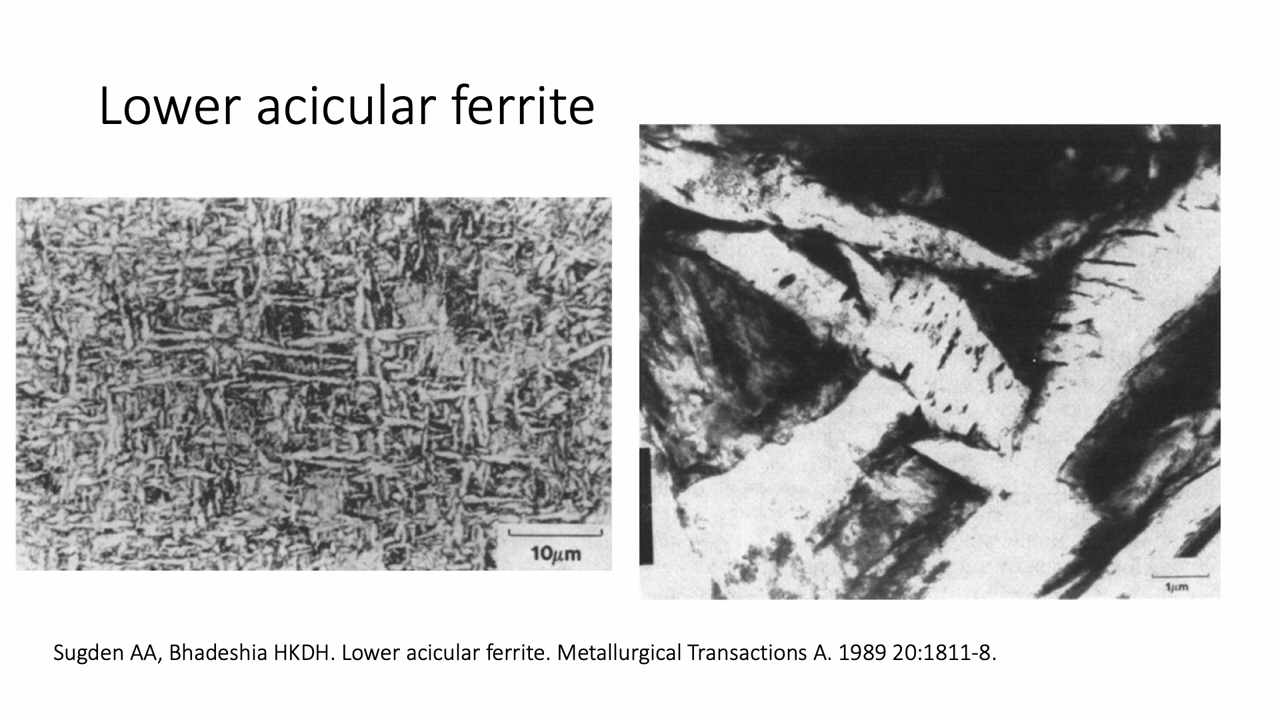 Lower acicular ferrite
10μm
1μm
Sugden AA, Bhadeshia HKDH. Lower acicular ferrite. Metallurgical Transactions A. 1989 20:1811-8.